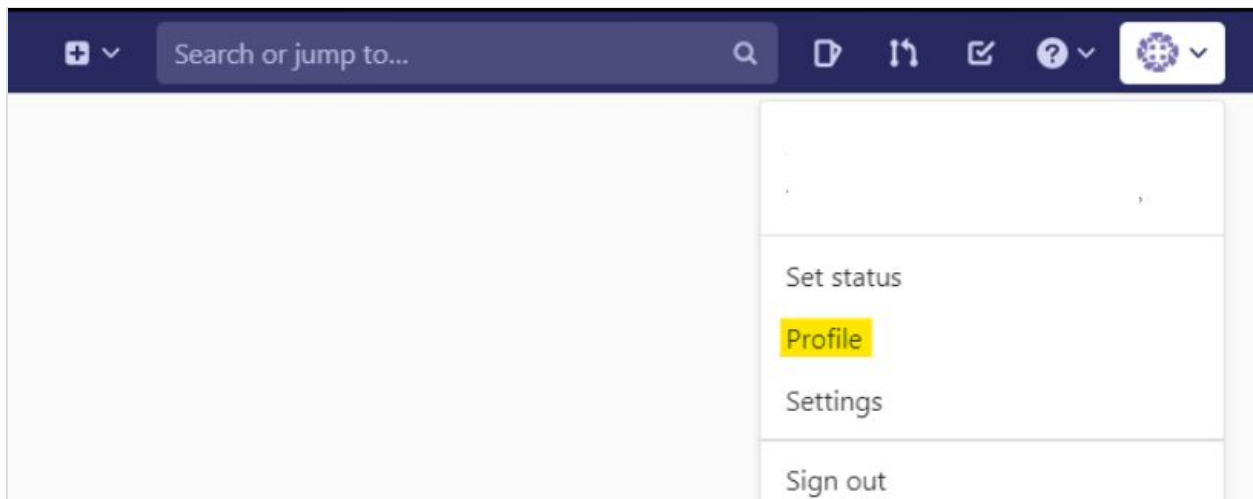 Search or jump to...
Set status
Profile
Settings
Sign out